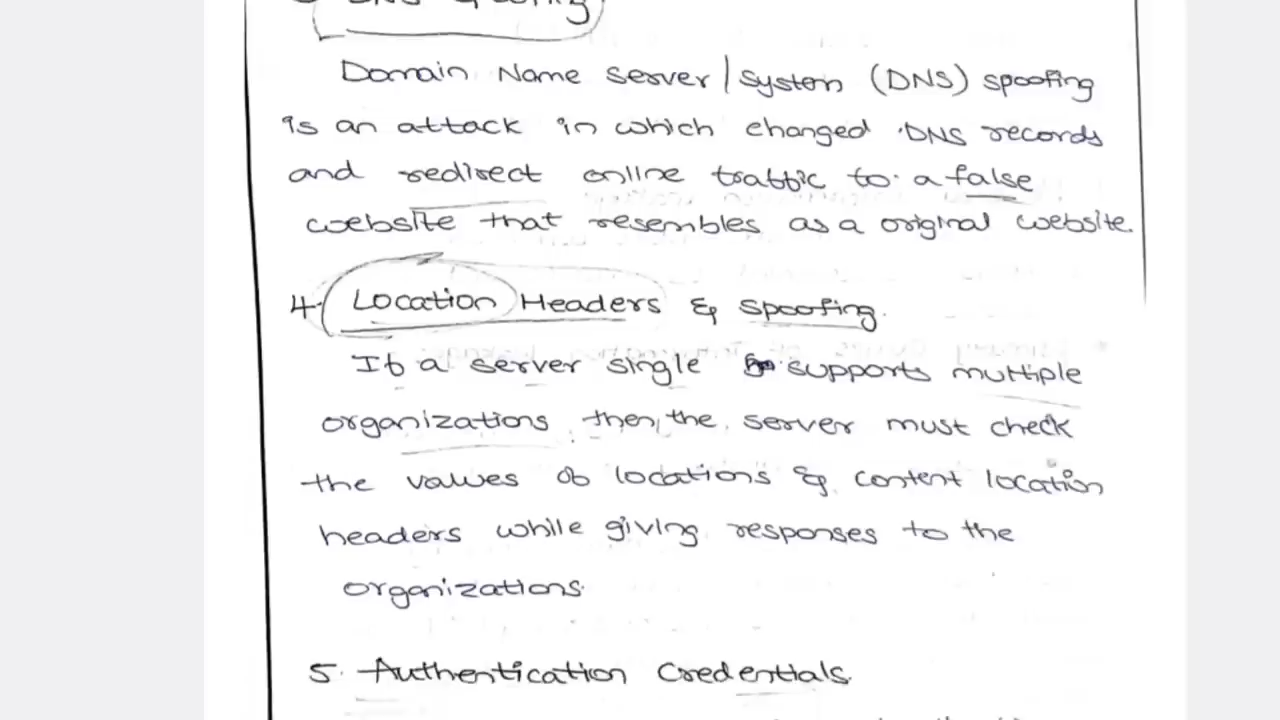 Domain Name server/system (DNS) spoofing
is an attack in which changed DNS records
and redirect online traffic to a false
website that resembles as a original website.
4. Location Headers & spoofing.
If a server single supports multiple
organizations then, the server must check
the values of locations & content location
headers while giving responses to the
organizations.
5. Authentication Credentials.